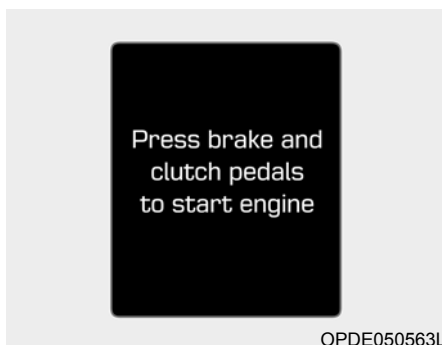 Press brake and
clutch pedals
to start engine
OPDE050563L